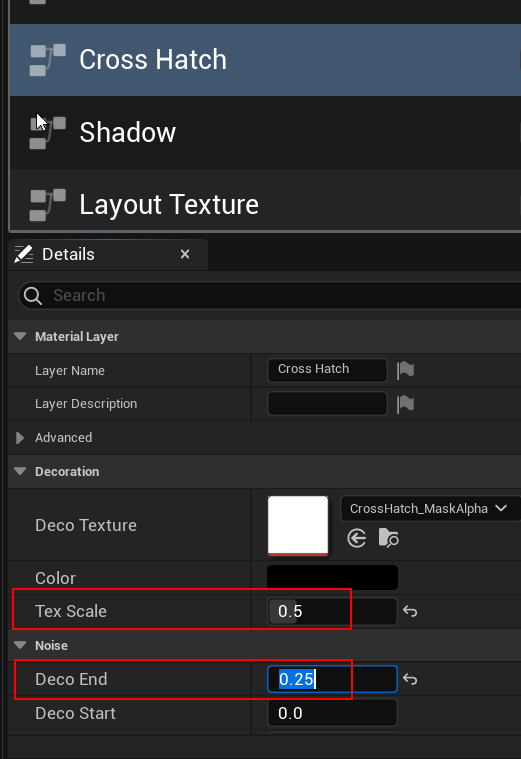 Cross Hatch
Shadow
Layout Texture
Details
Search
Material Layer
Layer Name Cross Hatch
Layer Description
Advanced
Decoration
Deco Texture CrossHatch_MaskAlpha
Color
Tex Scale 0.5
Noise
Deco End 0.25
Deco Start 0.0